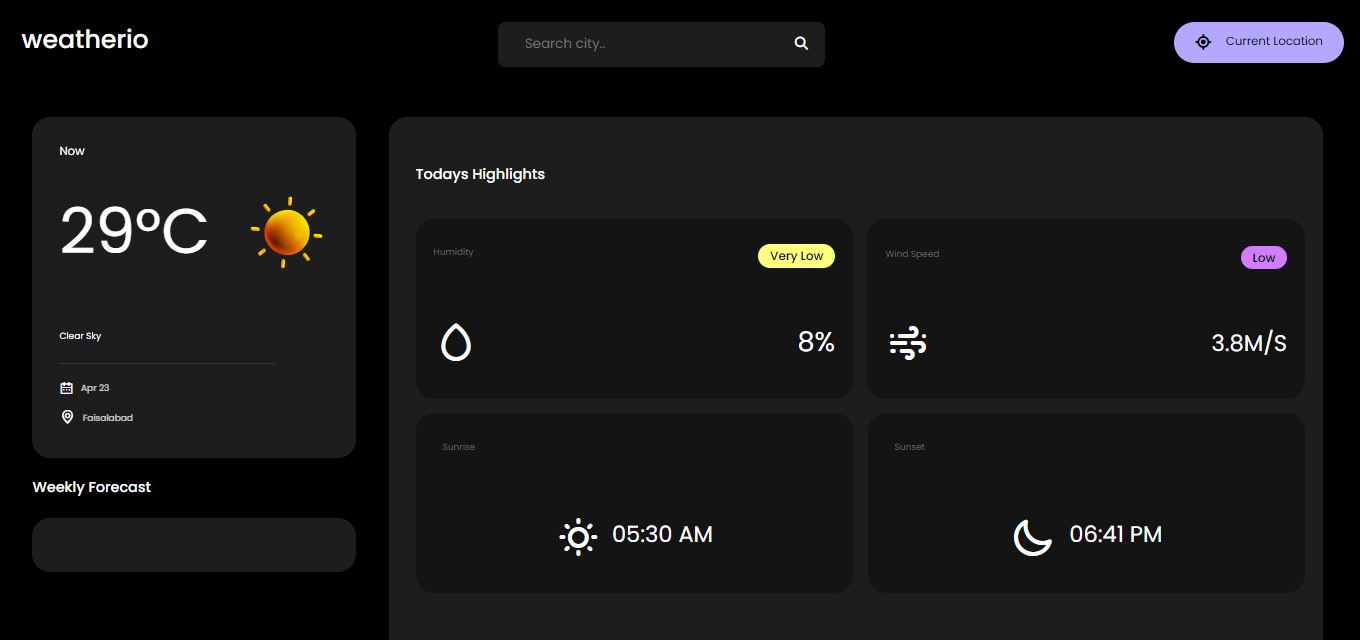 weatherio
Search city..
Current Location
Now
29°C
Clear Sky
Apr 23
Faisalabad
Weekly Forecast
Todays Highlights
Humidity
Very Low
8%
Wind Speed
Low
3.8M/S
Sunrise
05:30 AM
Sunset
06:41 PM